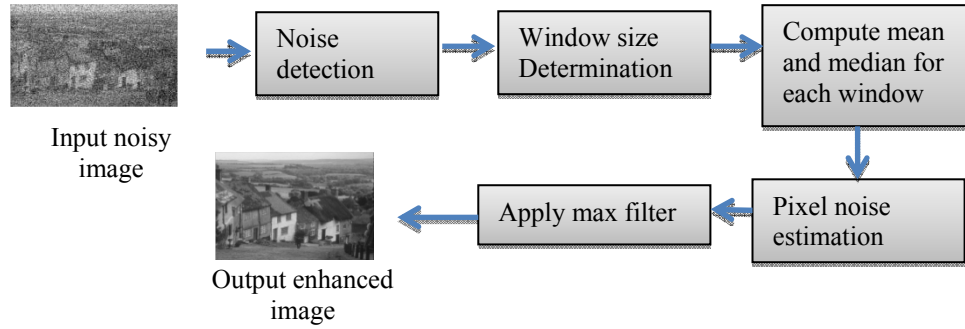 Input noisy
image
Noise
detection
Window size
Determination
Compute mean
and median for
each window
Pixel noise
estimation
Apply max filter
Output enhanced
image